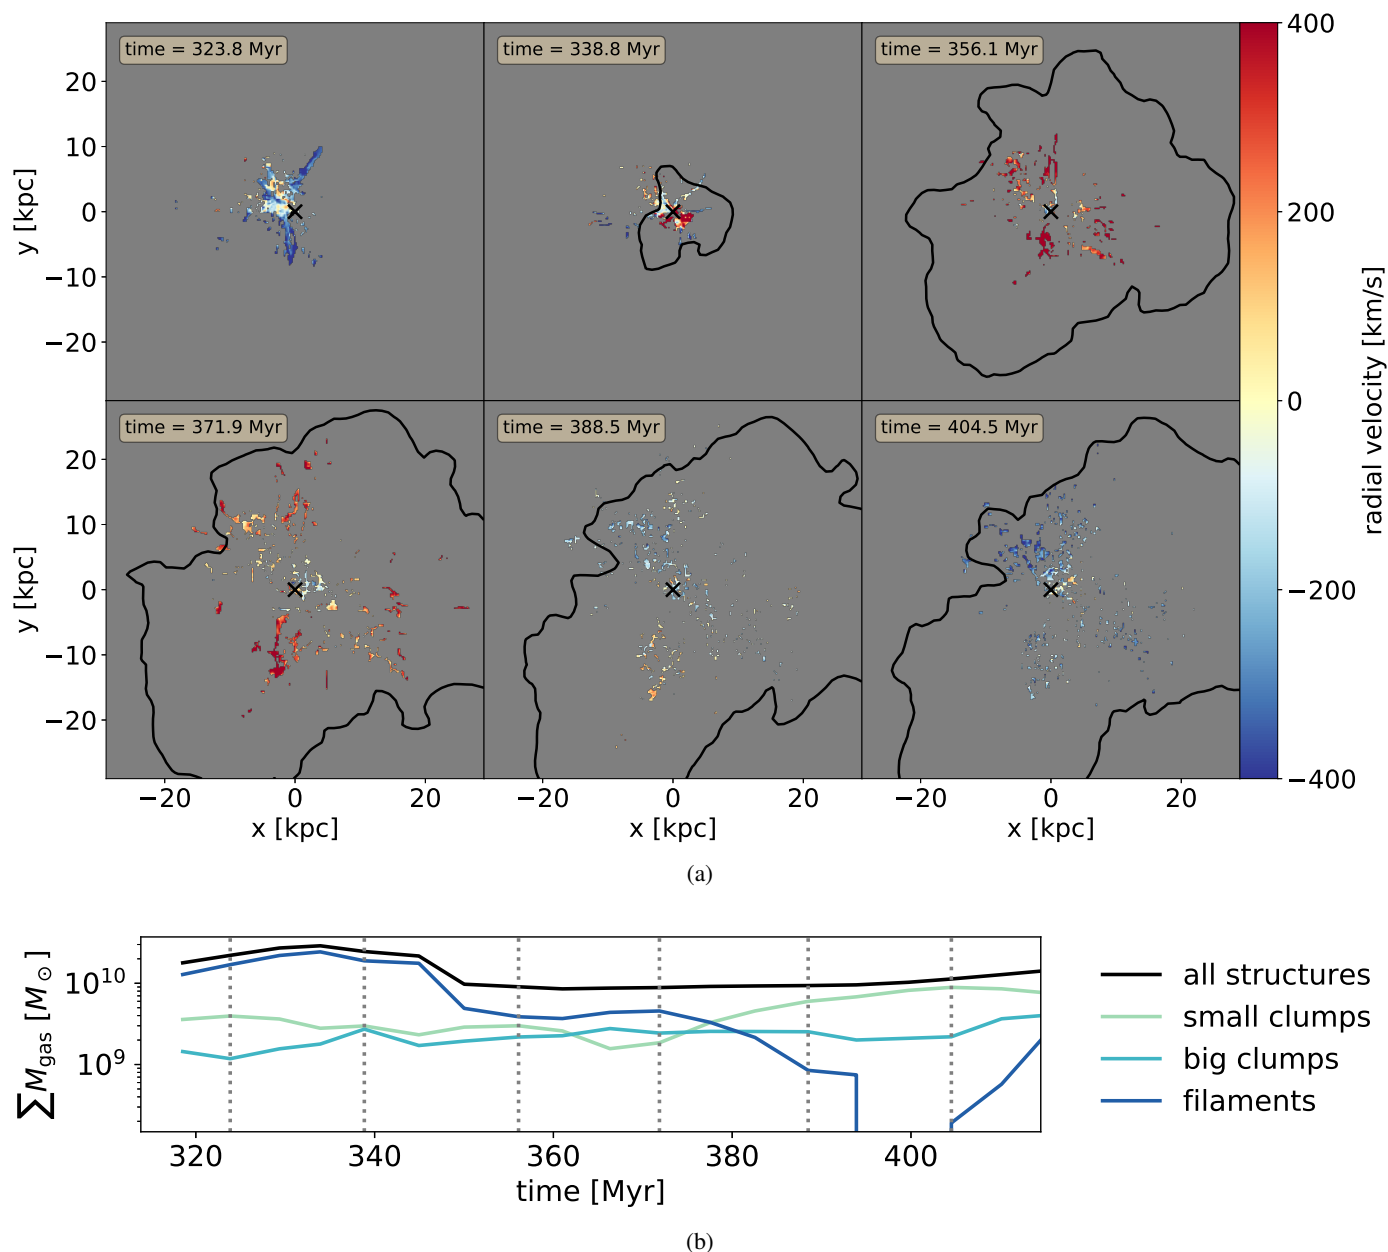 time = 323.8 Myr
time = 338.8 Myr
time = 356.1 Myr
20
10
0
−10
−20
y [kpc]
400
200
0
−200
−400
radial velocity [km/s]
time = 371.9 Myr
time = 388.5 Myr
time = 404.5 Myr
20
10
0
−10
−20
y [kpc]
−20 0 20
−20 0 20
−20 0 20
x [kpc]
x [kpc]
x [kpc]
(a)
10^10
10^9
∑M_gas [M_⊙]
320 340 360 380 400
time [Myr]
all structures
small clumps
big clumps
filaments
(b)